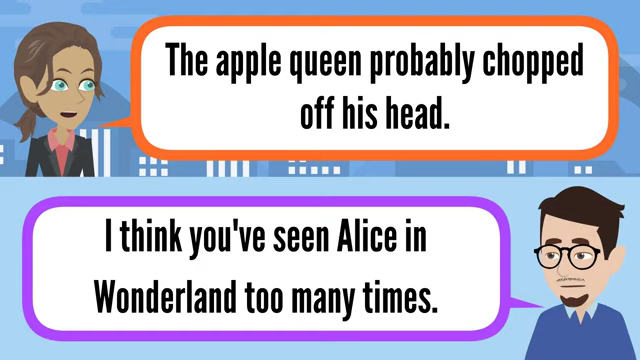 The apple queen probably chopped
off his head.
I think you've seen Alice in
Wonderland too many times.